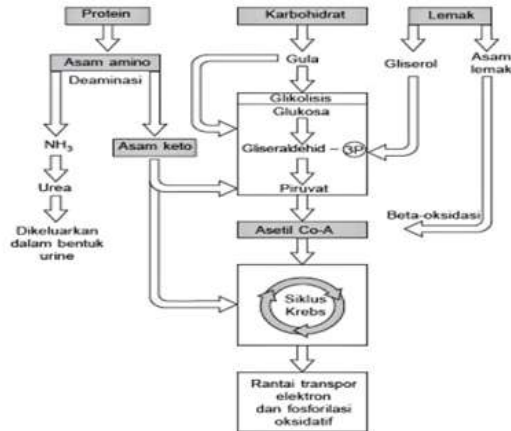 Protein
Karbohidrat
Lemak
Asam amino
Deaminasi
Gula
Gliserol
Asam
lemak
Glikolisis
Glukosa
NH₃
Asam keto
Gliseraldehid – 3P
Urea
Piruvat
Dikeluarkan
dalam bentuk
urine
Beta-oksidasi
Asetil Co-A
Siklus
Krebs
Rantai transpor
elektron
dan fosforilasi
oksidatif